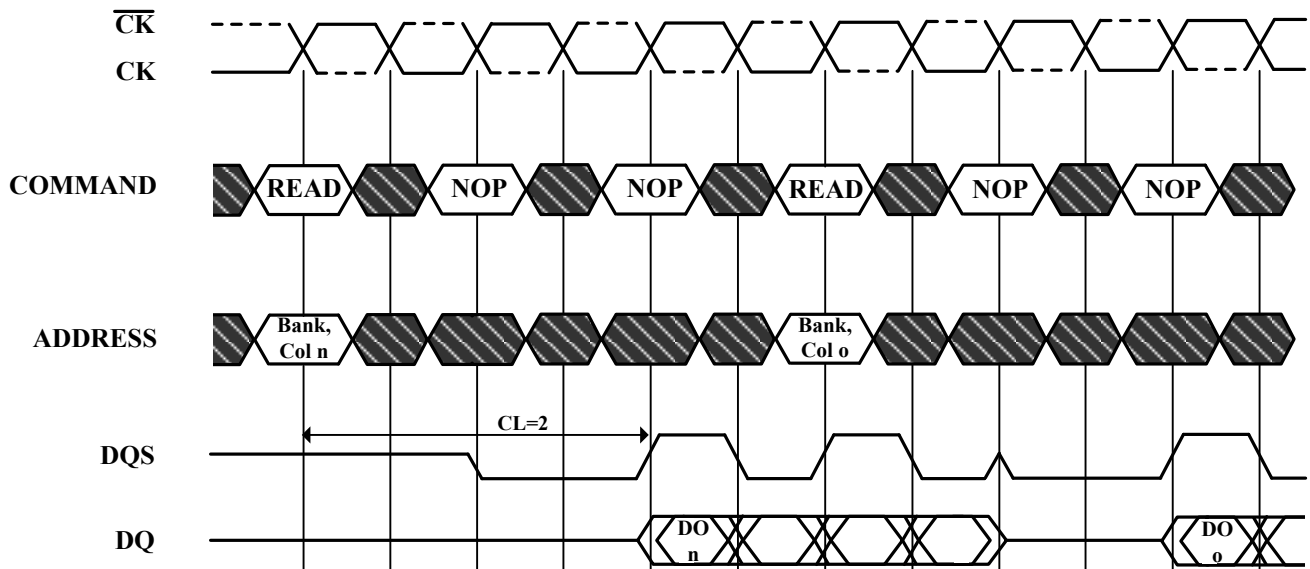 CK
CK
COMMAND
READ NOP NOP READ NOP NOP
ADDRESS
Bank,
Col n
Bank,
Col o
CL=2
DQS
DQ
DO
n
DO
o